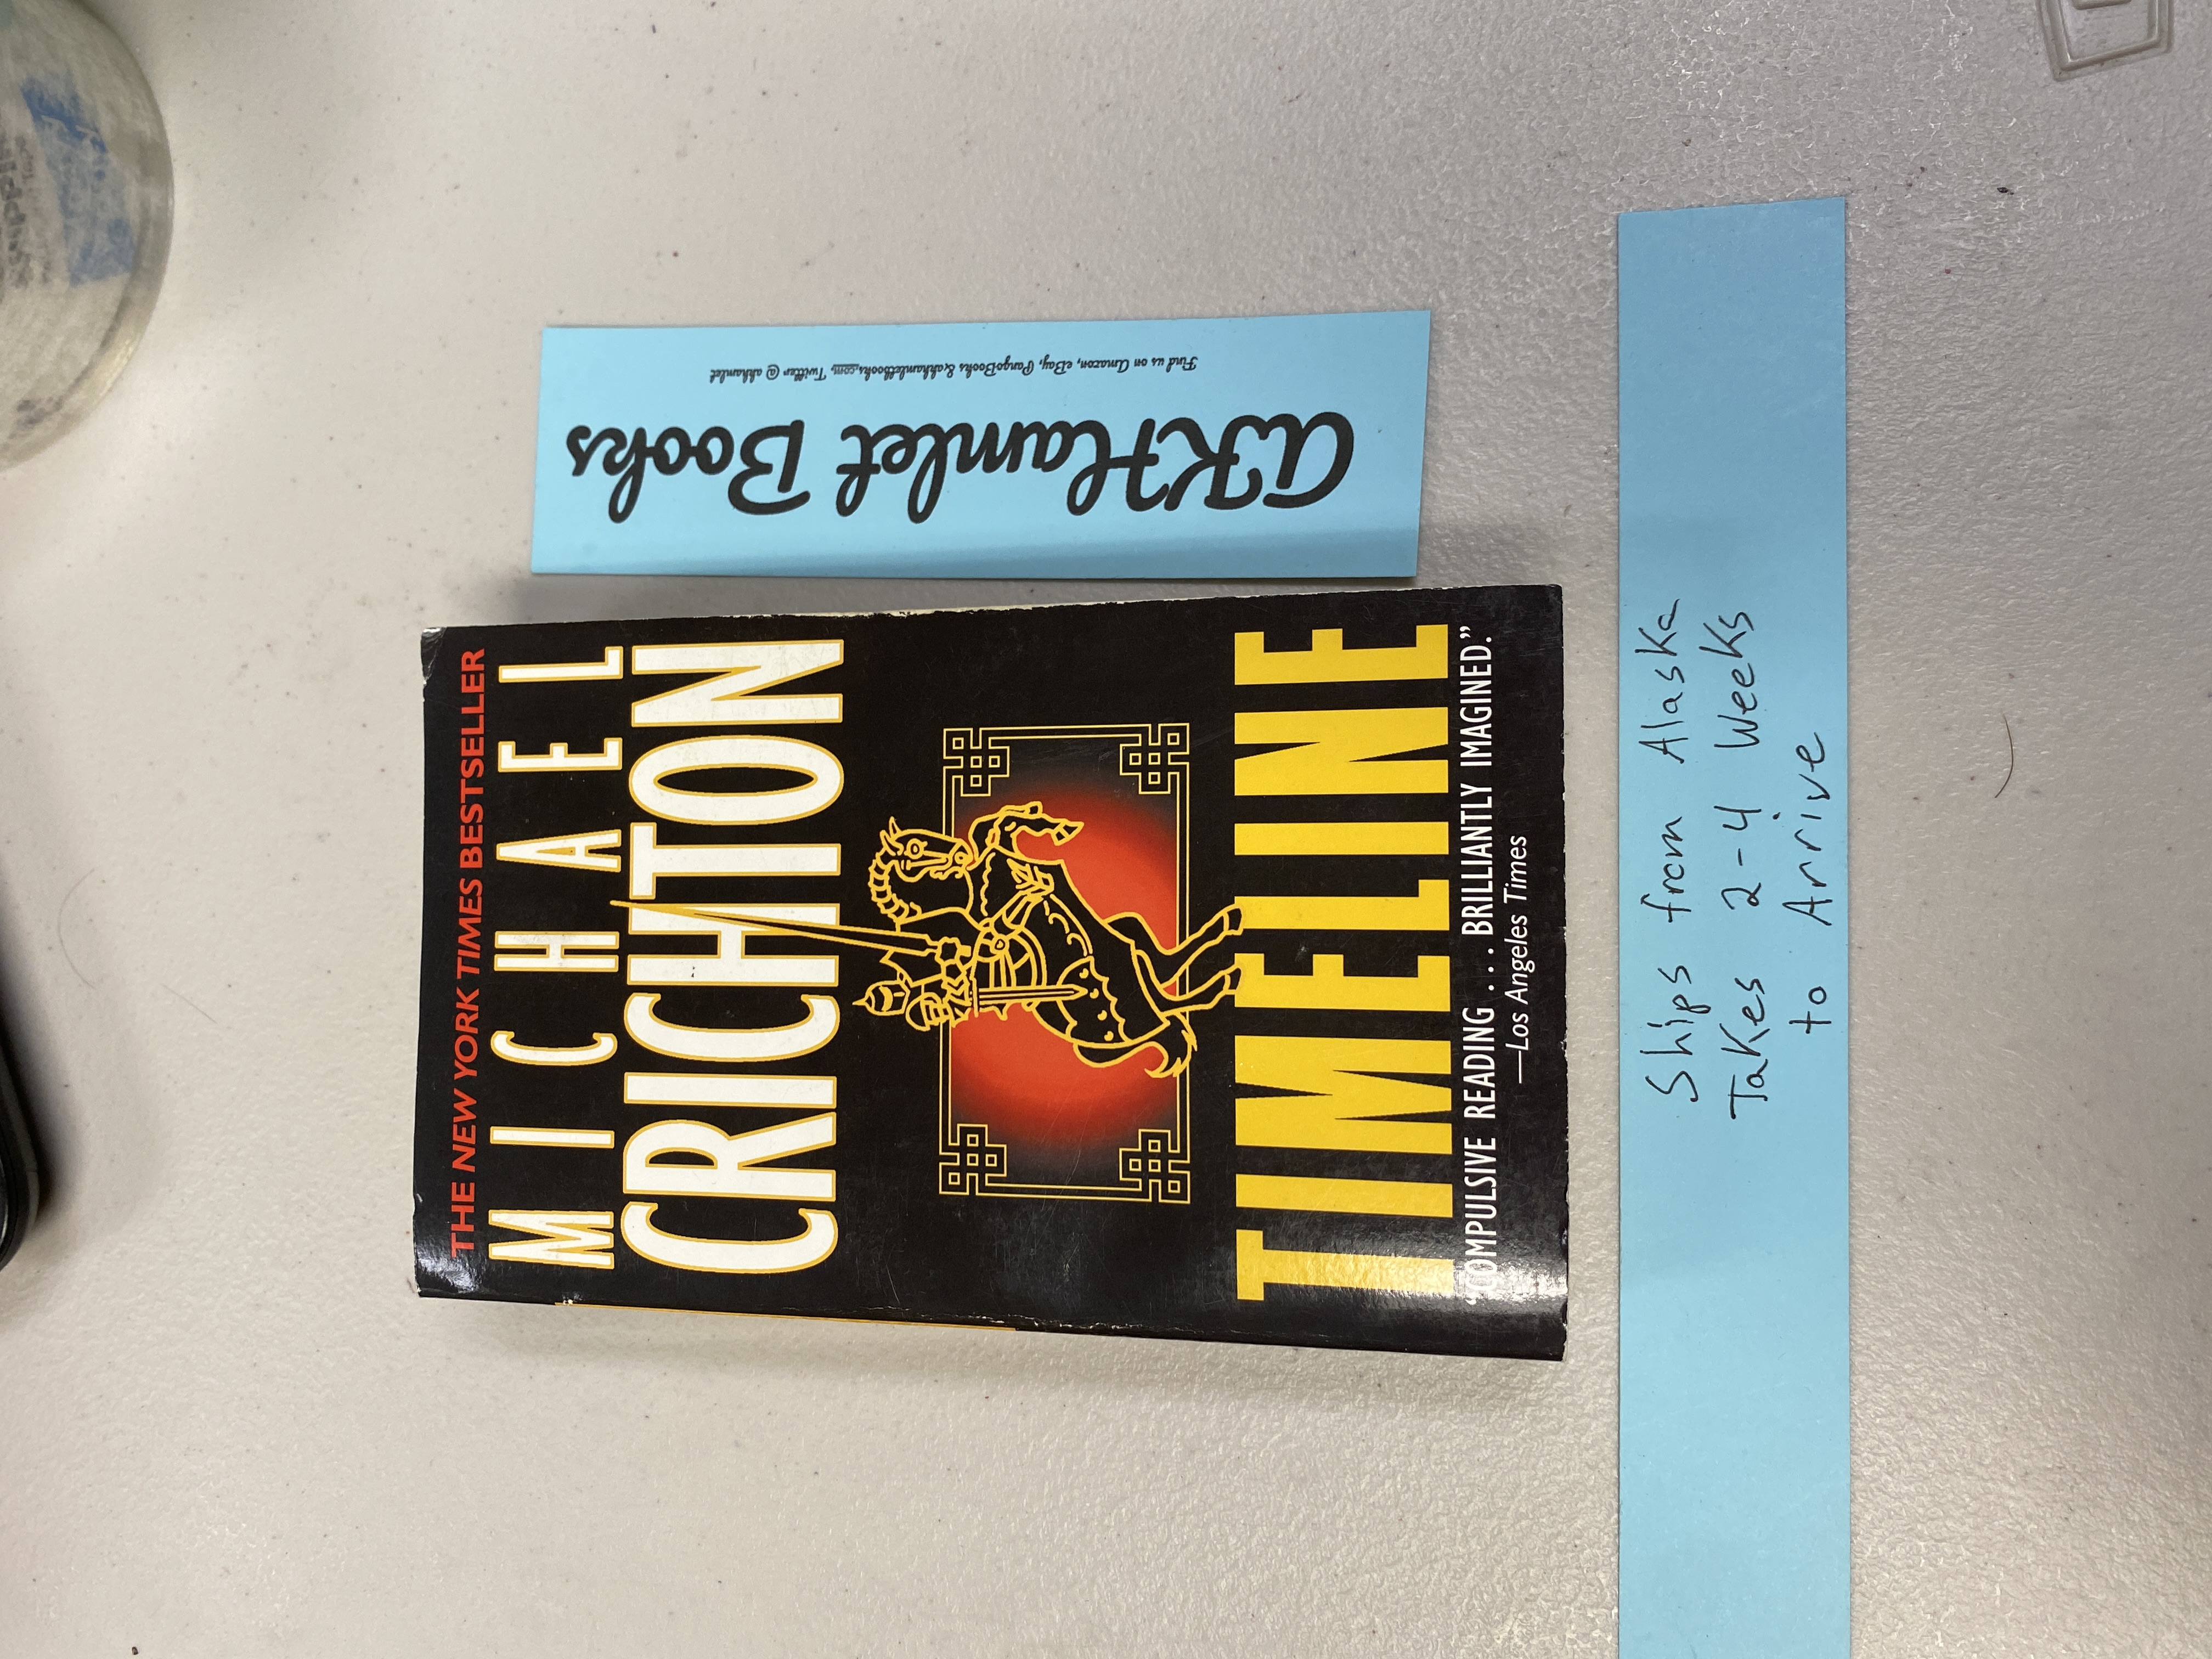 THE NEW YORK TIMES BESTSELLER
MICHAEL
CRICHTON
TIMELINE
"COMPULSIVE READING . . . BRILLIANTLY IMAGINED."
—Los Angeles Times
AKHamlet Books
Find us on Amazon, eBay, PangoBooks & akhamletbooks.com, Twitter @ akhamlet
Ships from Alaska
Takes 2-4 Weeks
to Arrive